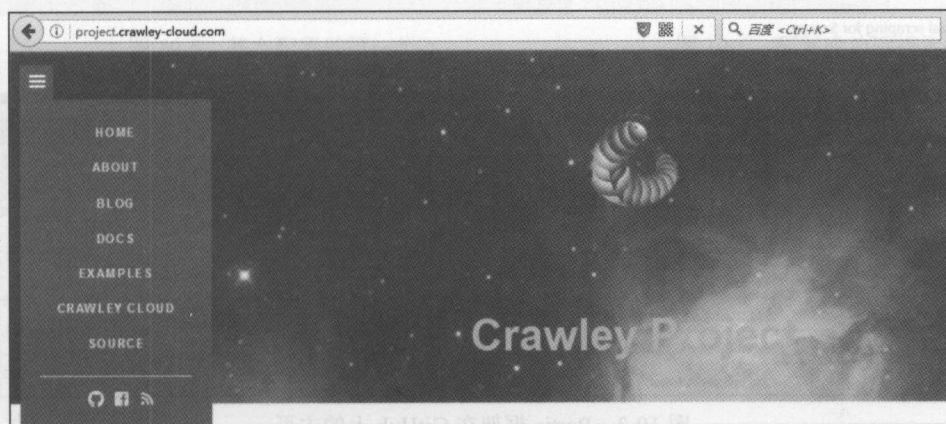 project.crawley-cloud.com
百度 <Ctrl+K>
HOME
ABOUT
BLOG
DOCS
EXAMPLES
CRAWLEY CLOUD
SOURCE
Crawley Project